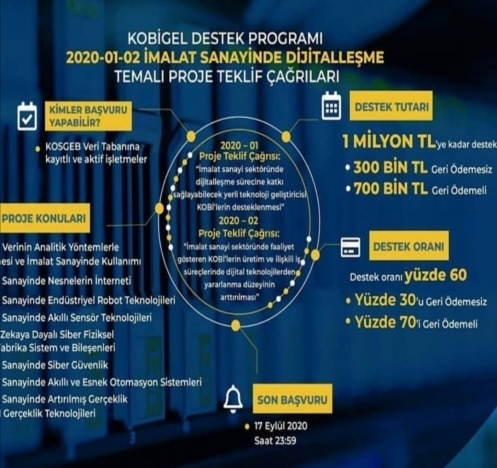 KOBİGEL DESTEK PROGRAMI
2020-01-02 İMALAT SANAYİNDE DİJİTALLEŞME
TEMALI PROJE TEKLİF ÇAĞRILARI
KİMLER BAŞVURU
YAPABİLİR?
• KOSGEB Veri Tabanına
kayıtlı ve aktif işletmeler
PROJE KONULARI
Verinin Analitik Yöntemlerle
esi ve İmalat Sanayinde Kullanımı
Sanayinde Nesnelerin İnterneti
Sanayinde Endüstriyel Robot Teknolojileri
Sanayinde Akıllı Sensör Teknolojileri
Zekaya Dayalı Siber Fiziksel
Fabrika Sistem ve Bileşenleri
Sanayinde Siber Güvenlik
Sanayinde Akıllı ve Esnek Otomasyon Sistemleri
Sanayinde Artırılmış Gerçeklik
l Gerçeklik Teknolojileri
2020 – 01
Proje Teklif Çağrısı:
"İmalat sanayi sektöründe
dijitalleşme sürecine katkı
sağlayabilecek yerli teknoloji geliştiricisi
KOBİ'lerin desteklenmesi"
2020 – 02
Proje Teklif Çağrısı:
"İmalat sanayi sektöründe faaliyet
gösteren KOBİ'lerin üretim ve ilişkili iş
süreçlerinde dijital teknolojilerden
yararlanma düzeyinin
arttırılması"
DESTEK TUTARI
1 MİLYON TL'ye kadar destek
• 300 BİN TL Geri Ödemesiz
• 700 BİN TL Geri Ödemeli
DESTEK ORANI
Destek oranı yüzde 60
• Yüzde 30'u Geri Ödemesiz
• Yüzde 70'i Geri Ödemeli
SON BAŞVURU
• 17 Eylül 2020
Saat 23:59